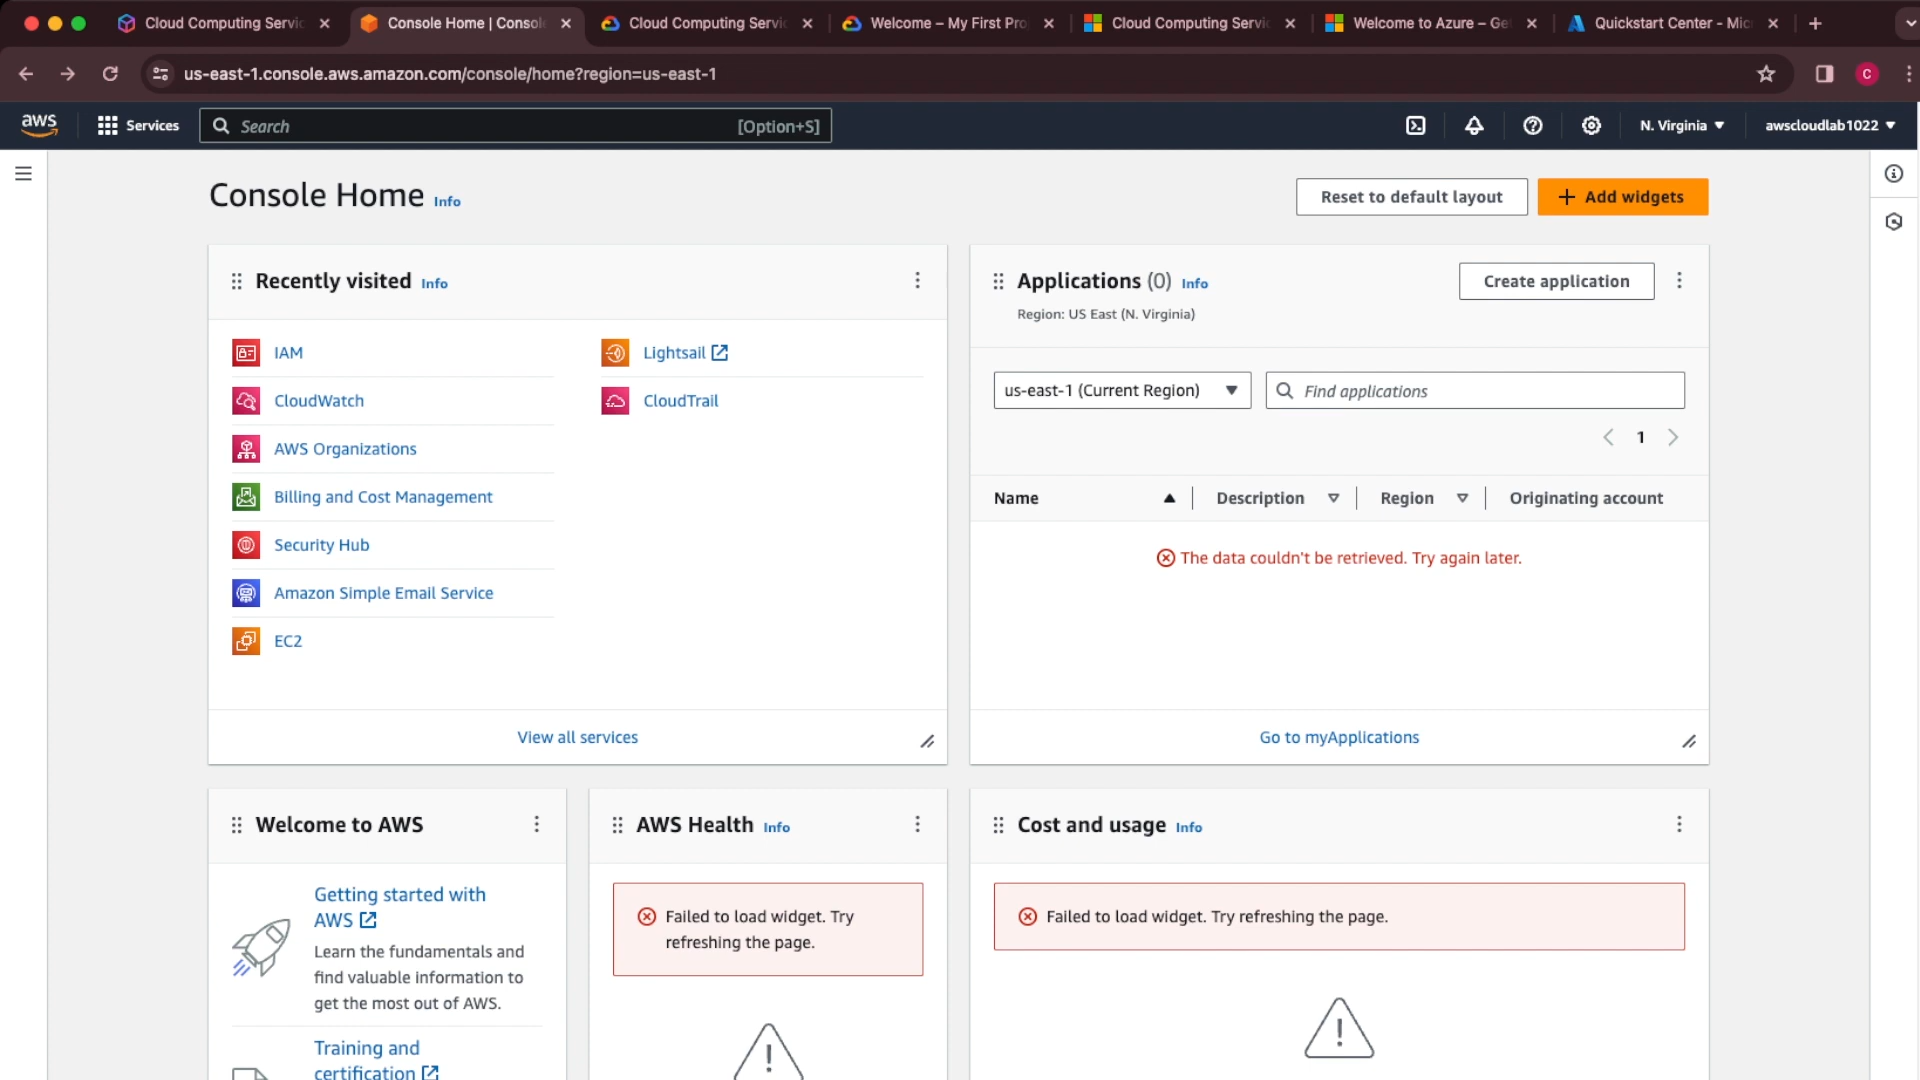 Cloud Computing Servic
Console Home | Console
Cloud Computing Servic
Welcome – My First Pro
Cloud Computing Servic
Welcome to Azure – Ge
Quickstart Center - Mic
us-east-1.console.aws.amazon.com/console/home?region=us-east-1
C
aws
Services
Search
[Option+S]
N. Virginia
awscloudlab1022
Console Home Info
Reset to default layout
Add widgets
Recently visited Info
IAM
CloudWatch
AWS Organizations
Billing and Cost Management
Security Hub
Amazon Simple Email Service
EC2
Lightsail
CloudTrail
View all services
Applications (0) Info
Region: US East (N. Virginia)
Create application
us-east-1 (Current Region)
Find applications
1
Name
Description
Region
Originating account
The data couldn't be retrieved. Try again later.
Go to myApplications
Welcome to AWS
Getting started with
AWS
Learn the fundamentals and
find valuable information to
get the most out of AWS.
Training and
certification
AWS Health Info
Failed to load widget. Try
refreshing the page.
Cost and usage Info
Failed to load widget. Try refreshing the page.